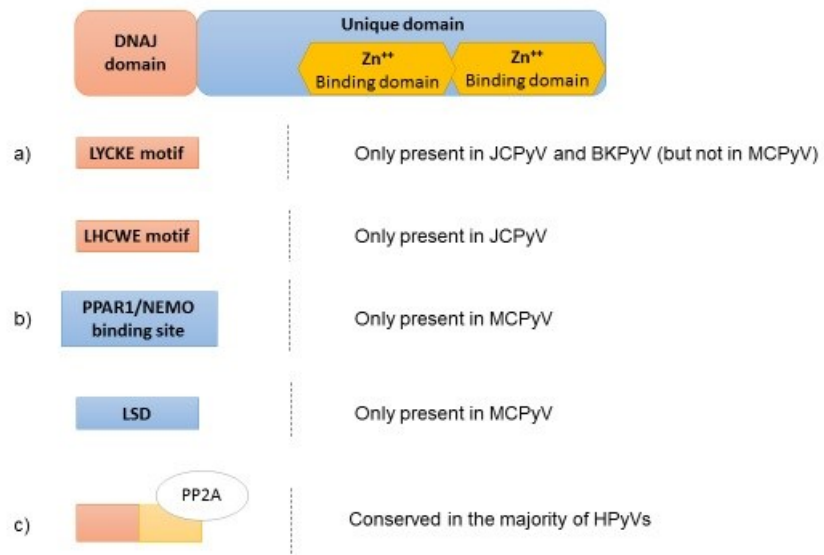 DNAJ
domain
Unique domain
Zn++
Binding domain
Zn++
Binding domain
a)
LYCKE motif
Only present in JCPyV and BKPyV (but not in MCPyV)
LHCWE motif
Only present in JCPyV
b)
PPAR1/NEMO
binding site
Only present in MCPyV
LSD
Only present in MCPyV
c)
PP2A
Conserved in the majority of HPyVs